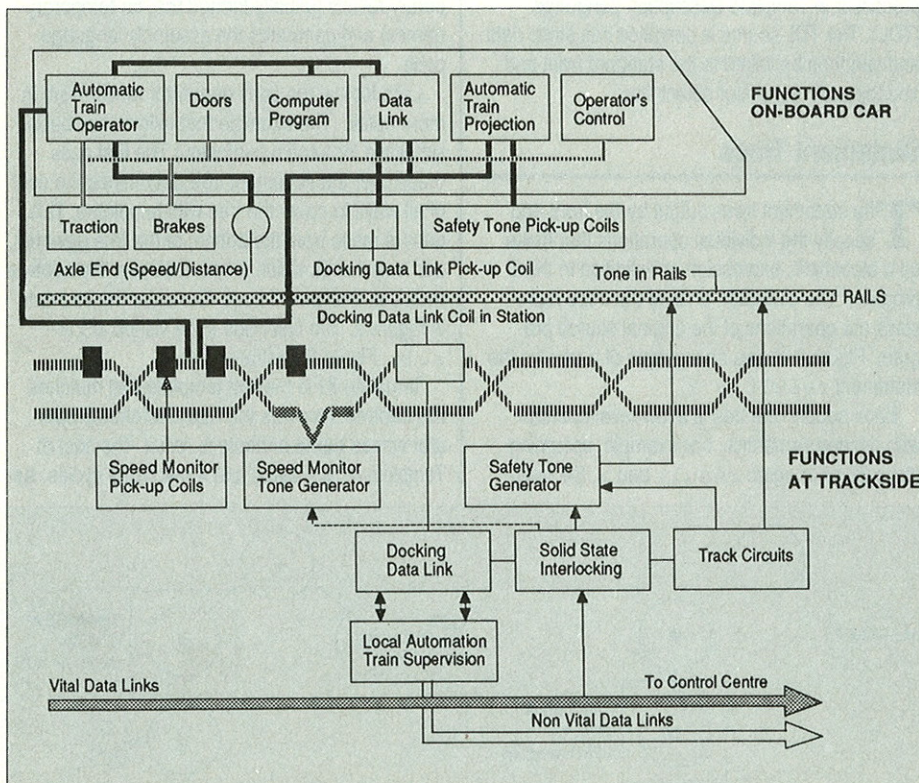 Automatic
Train
Operator
Doors
Computer
Program
Data
Link
Automatic
Train
Projection
Operator's
Control
FUNCTIONS
ON-BOARD CAR
Traction
Brakes
Safety Tone Pick-up Coils
Axle End (Speed/Distance)
Docking Data Link Pick-up Coil
Tone in Rails
RAILS
Docking Data Link Coil in Station
Speed Monitor
Pick-up Coils
Speed Monitor
Tone Generator
Safety Tone
Generator
FUNCTIONS
AT TRACKSIDE
Docking
Data Link
Solid State
Interlocking
Track Circuits
Local Automation
Train Supervision
Vital Data Links
To Control Centre
Non Vital Data Links